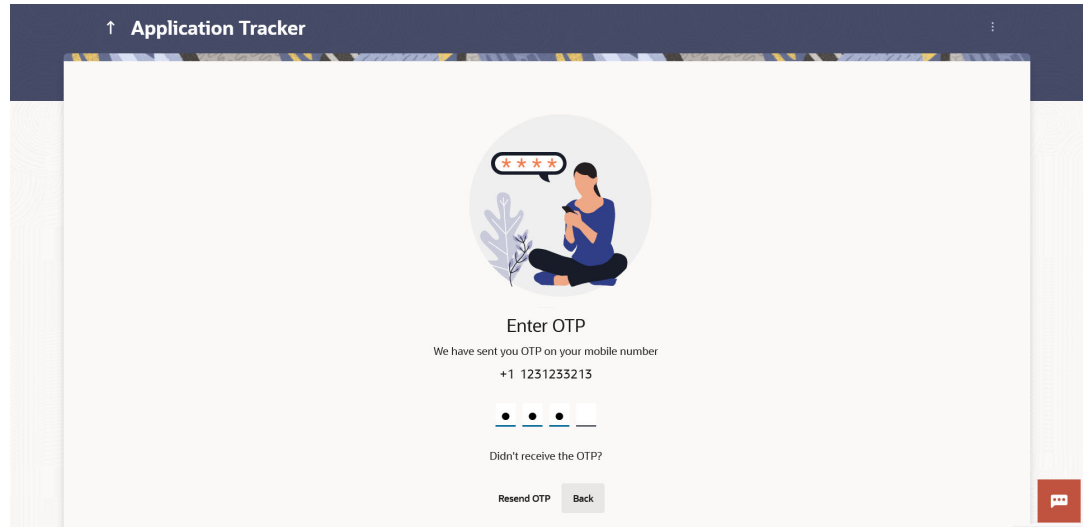 Application Tracker
* * * *
Enter OTP
We have sent you OTP on your mobile number
+1 1231233213
Didn't receive the OTP?
Resend OTP Back